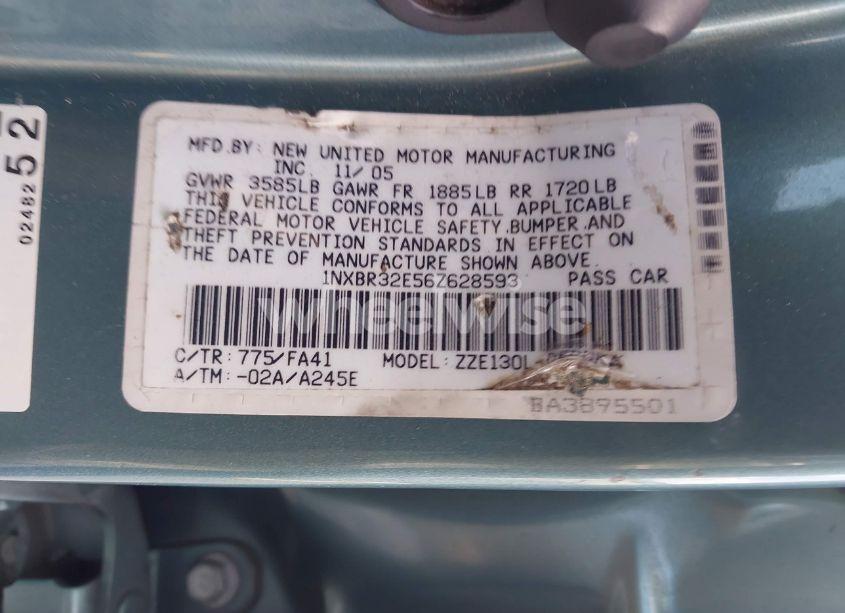 MFD.BY: NEW UNITED MOTOR MANUFACTURING
INC. 11/05
GVWR 3585LB GAWR FR 1885LB RR 1720LB
THIS VEHICLE CONFORMS TO ALL APPLICABLE
FEDERAL MOTOR VEHICLE SAFETY,BUMPER,AND
THEFT PREVENTION STANDARDS IN EFFECT ON
THE DATE OF MANUFACTURE SHOWN ABOVE.
1NXBR32E56Z628593 PASS CAR
wheelwise
C/TR: 775/FA41 MODEL: ZZE130L-
A/TM: -02A/A245E
BA3895501
52
02482